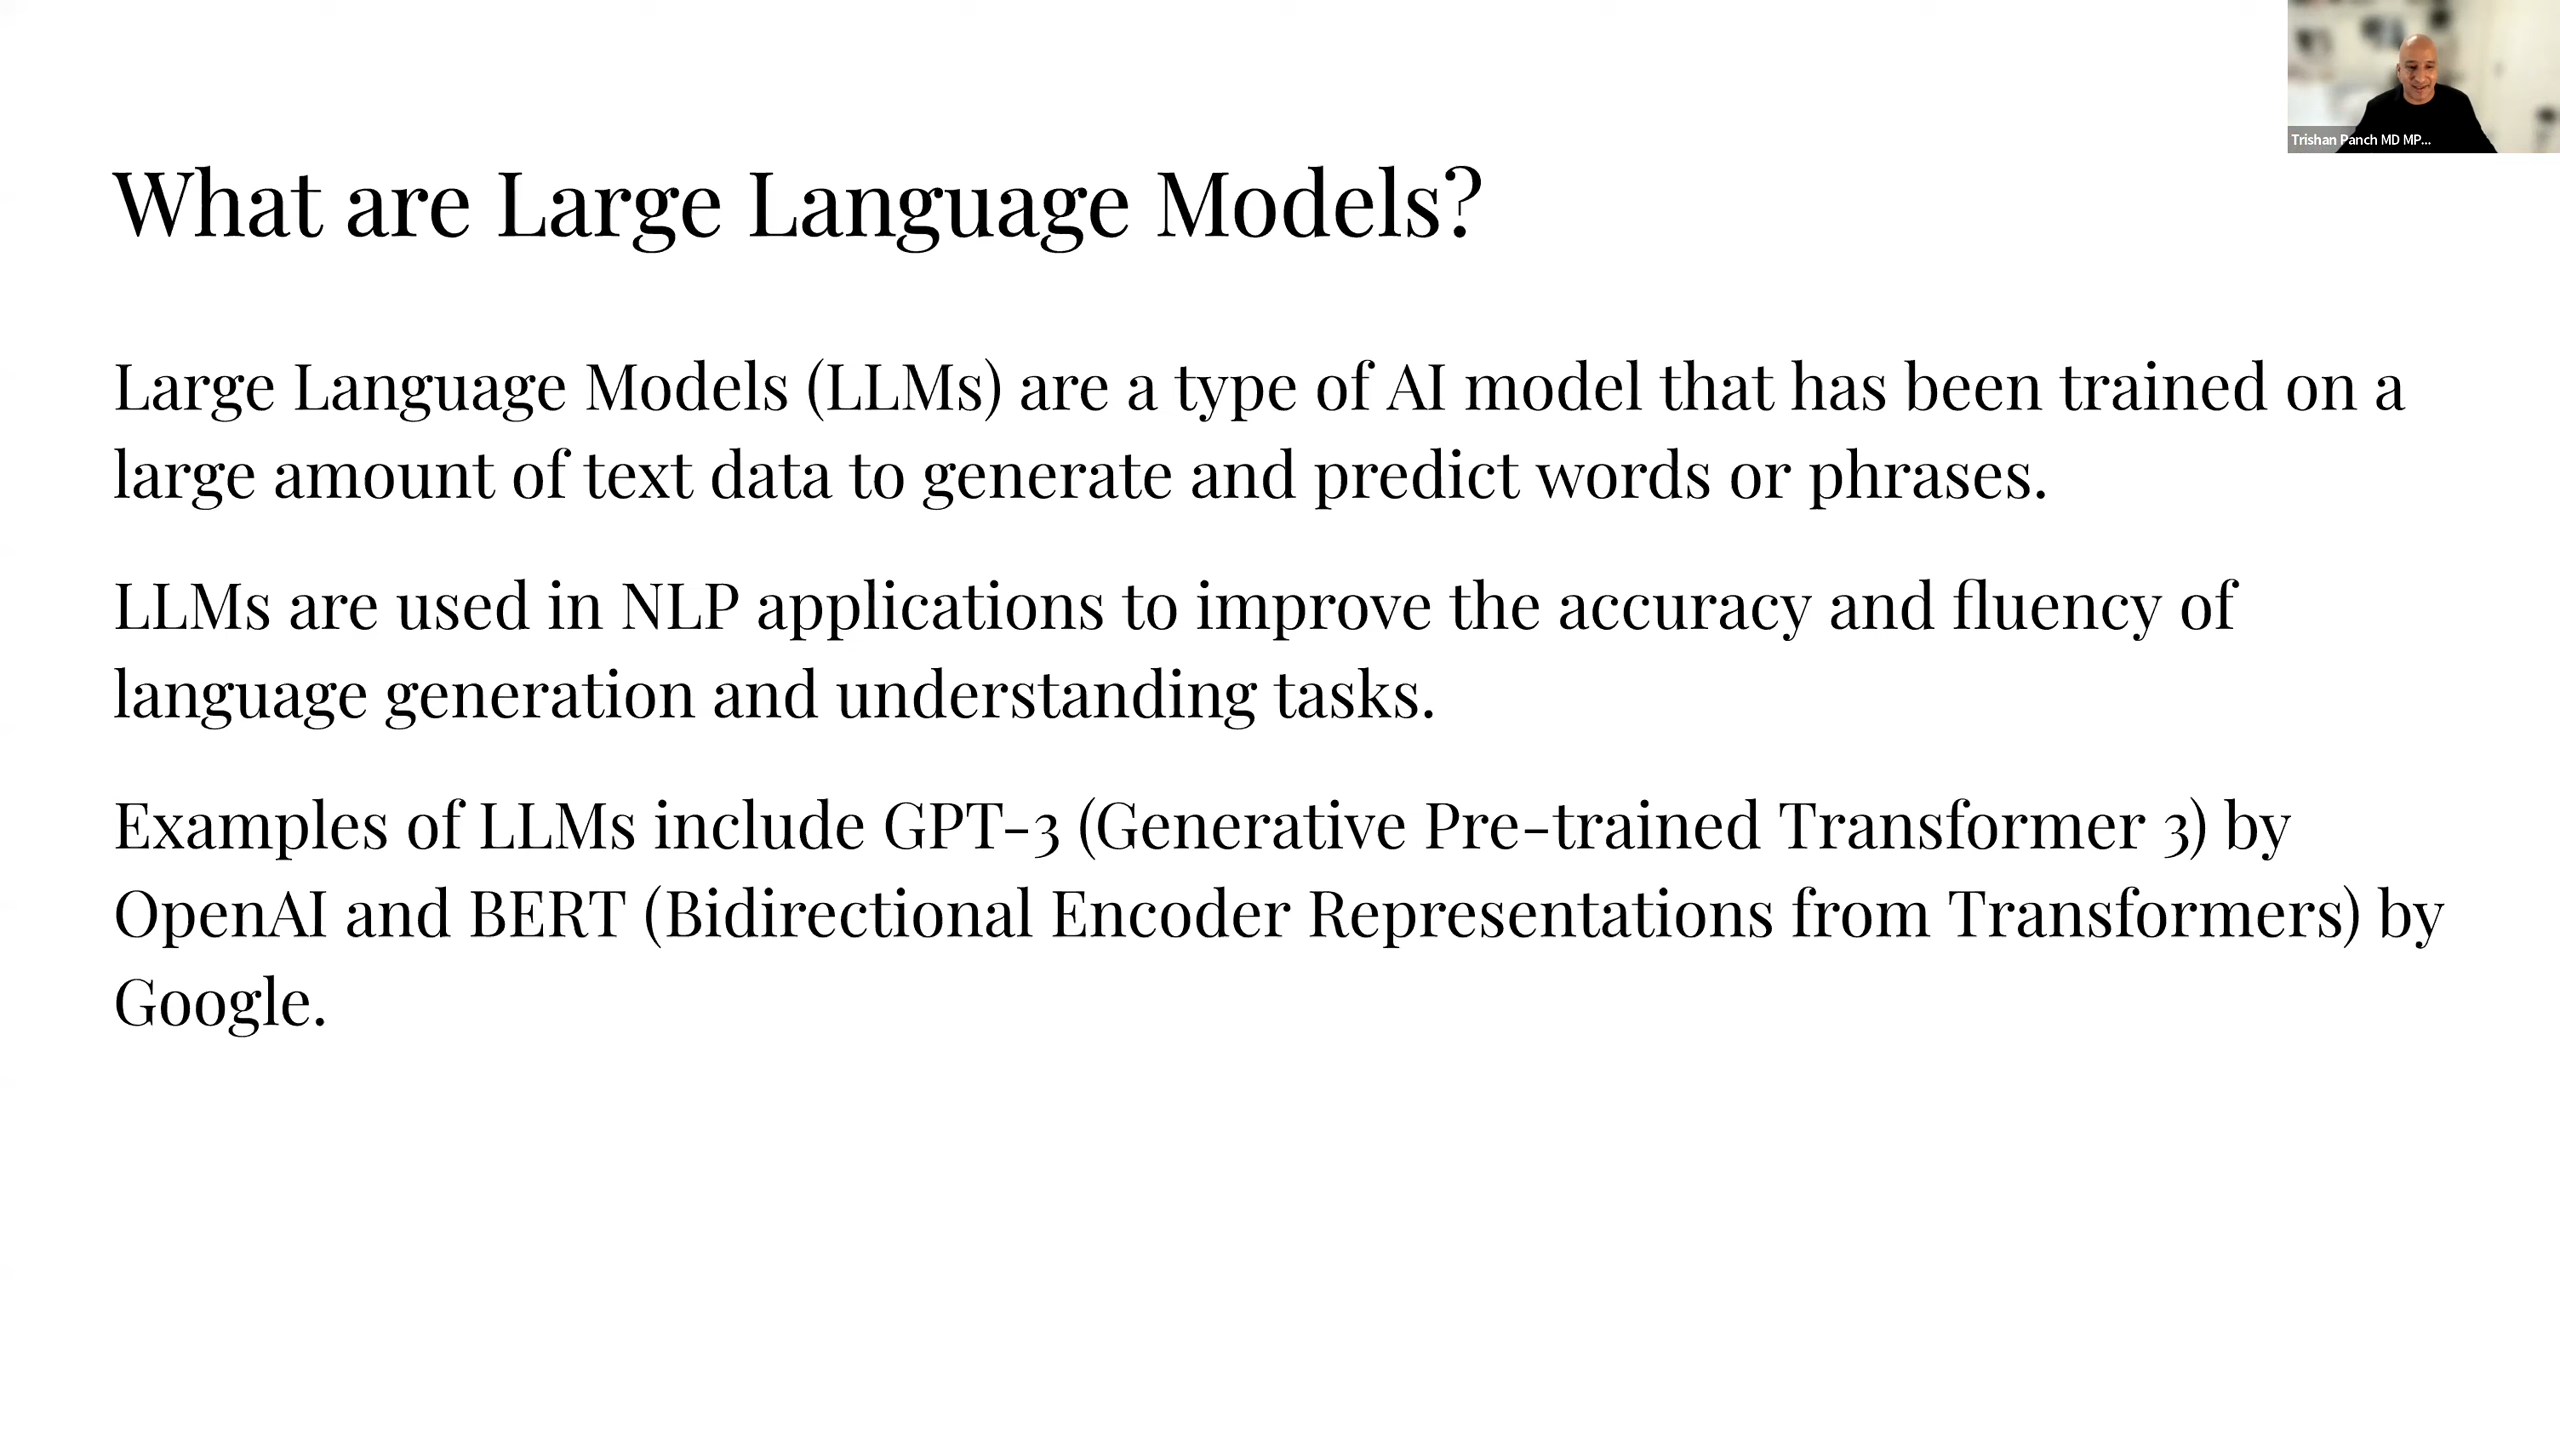 Trishan Panch MD MP...
What are Large Language Models?
Large Language Models (LLMs) are a type of AI model that has been trained on a
large amount of text data to generate and predict words or phrases.
LLMs are used in NLP applications to improve the accuracy and fluency of
language generation and understanding tasks.
Examples of LLMs include GPT-3 (Generative Pre-trained Transformer 3) by
OpenAI and BERT (Bidirectional Encoder Representations from Transformers) by
Google.